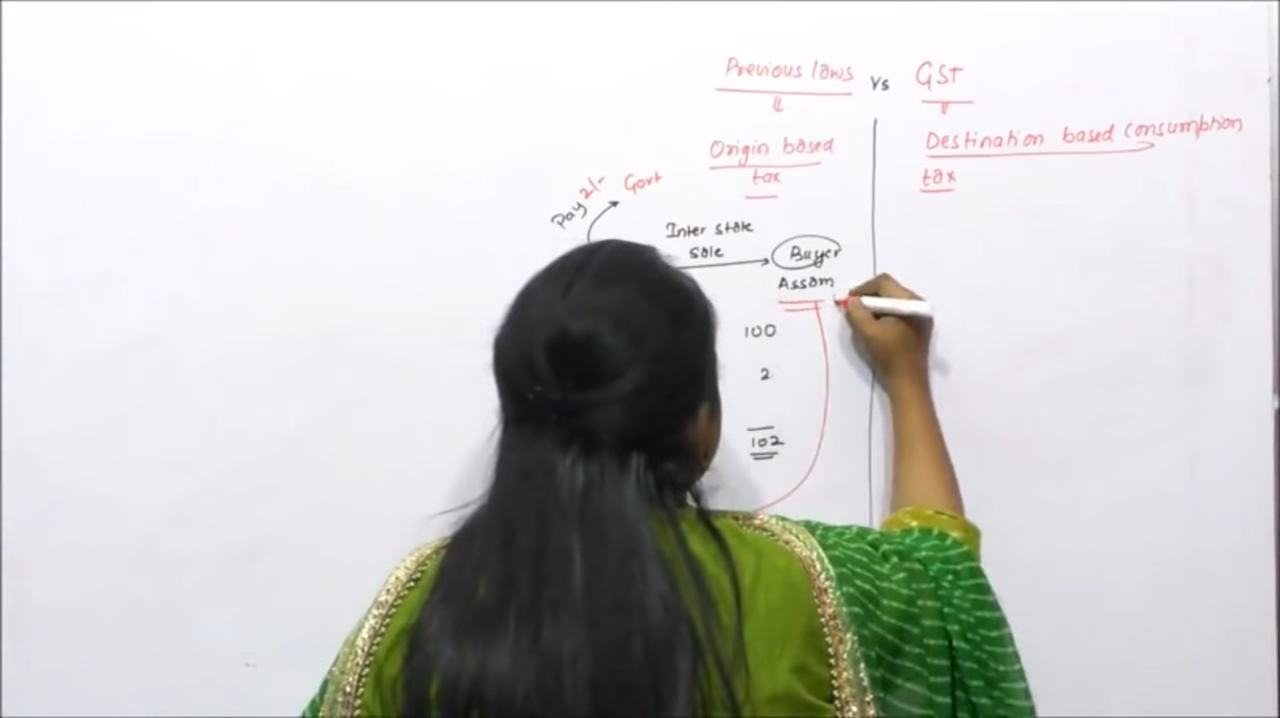 Previous laws Vs GST
Origin based
tax
Destination based consumption
tax
Pay 2/- Govt
Inter state
sale
Buyer
Assam
100
2
102